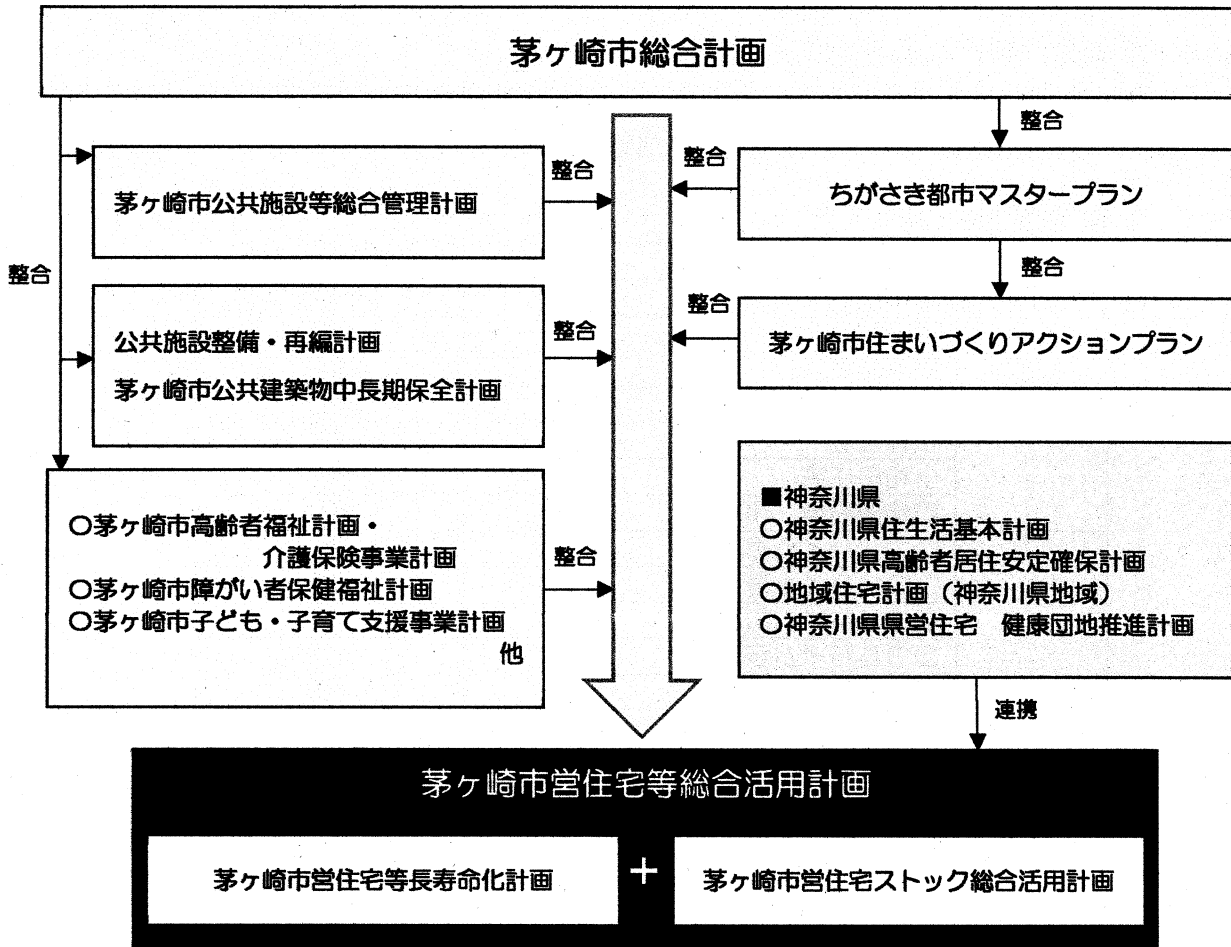 茅ヶ崎市総合計画
整合
整合
茅ヶ崎市公共施設等総合管理計画
整合
整合
ちがさき都市マスタープラン
整合
公共施設整備・再編計画
茅ヶ崎市公共建築物中長期保全計画
整合
整合
茅ヶ崎市住まいづくりアクションプラン
○茅ヶ崎市高齢者福祉計画・
介護保険事業計画
○茅ヶ崎市障がい者保健福祉計画
○茅ヶ崎市子ども・子育て支援事業計画
他
整合
■神奈川県
○神奈川県住生活基本計画
○神奈川県高齢者居住安定確保計画
○地域住宅計画（神奈川県地域）
○神奈川県県営住宅　健康団地推進計画
連携
茅ヶ崎市営住宅等総合活用計画
茅ヶ崎市営住宅等長寿命化計画
+
茅ヶ崎市営住宅ストック総合活用計画